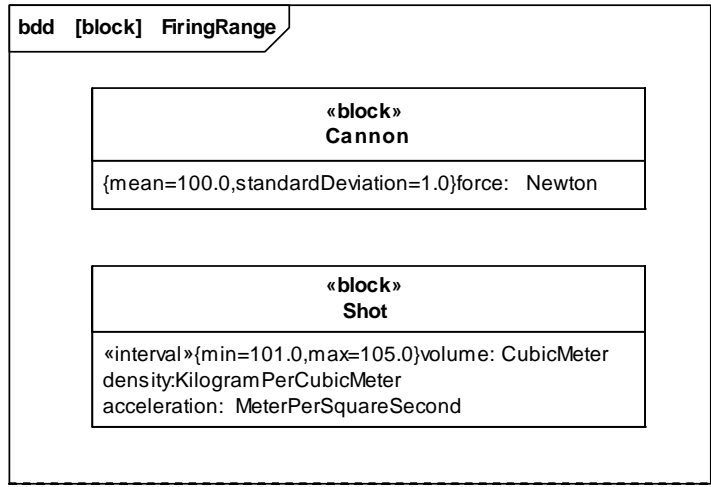 bdd [block] FiringRange
«block»
Cannon
{mean=100.0,standardDeviation=1.0}force: Newton
«block»
Shot
«interval»{min=101.0,max=105.0}volume: CubicMeter
density:KilogramPerCubicMeter
acceleration: MeterPerSquareSecond